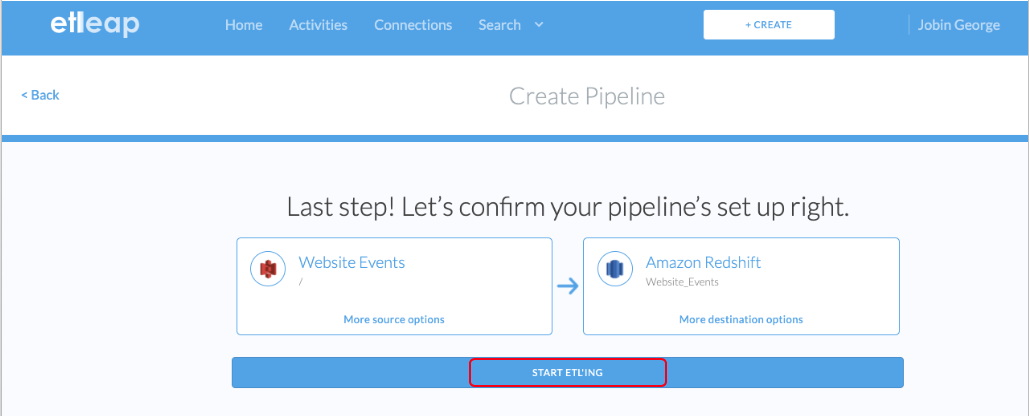 etleap
Home Activities Connections Search + CREATE Jobin George
< Back
Create Pipeline
Last step! Let's confirm your pipeline's set up right.
Website Events
/
More source options
Amazon Redshift
Website_Events
More destination options
START ETL'ING